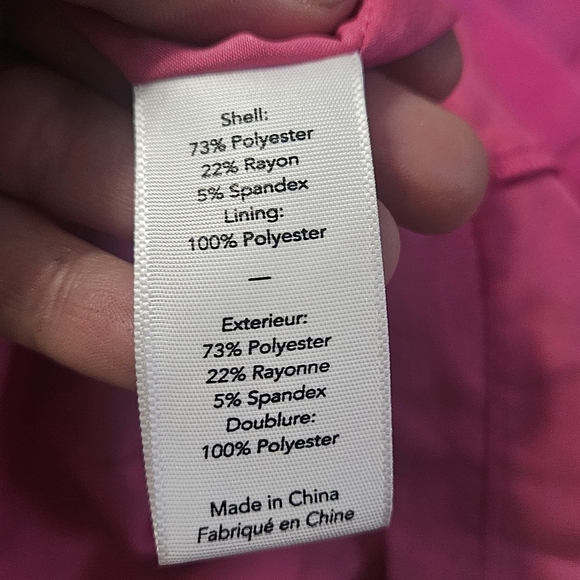 Shell:
73% Polyester
22% Rayon
5% Spandex
Lining:
100% Polyester
—
Exterieur:
73% Polyester
22% Rayonne
5% Spandex
Doublure:
100% Polyester
Made in China
Fabriqué en Chine